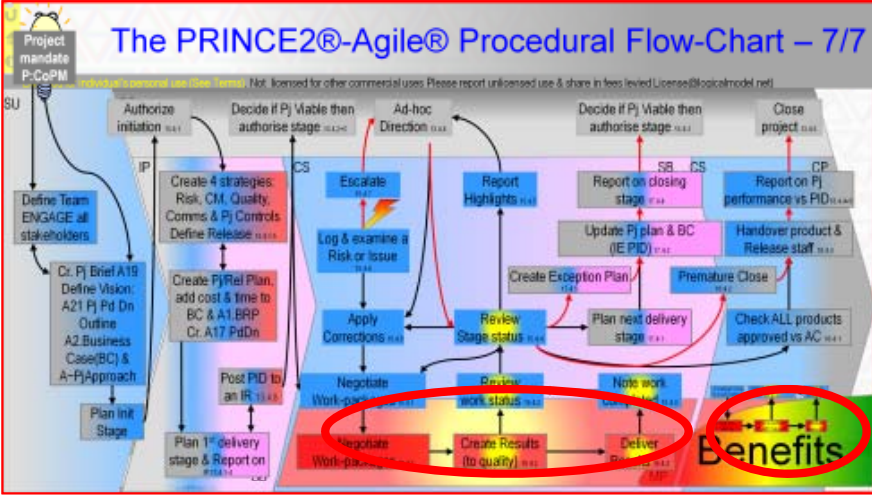 Project
mandate
P:CoPM
The PRINCE2®-Agile® Procedural Flow-Chart – 7/7
individual's personal use (See Terms). Not licensed for other commercial uses Please report unlicensed use & share in fees levied License@logicalmodel.net)
SU
Authorize
initiation
Decide if Pj Viable then
authorise stage
Ad-hoc
Direction
Decide if Pj Viable then
authorise stage
Close
project
IP
CS
SB
CS
CP
Define Team
ENGAGE all
stakeholders
Create 4 strategies:
Risk, CM, Quality,
Comms & Pj Controls
Define Release
Escalate
Report
Highlights
Report on closing
stage
Report on Pj
performance vs PID
Log & examine a
Risk or Issue
Update Pj plan & BC
(IE PID)
Handover product &
Release staff
Cr. Pj Brief A19
Define Vision:
A21 Pj Pd Dn
Outline
A2.Business
Case(BC) &
A~PjApproach
Create Pj/Rel Plan,
add cost & time to
BC & A1.BRP
Cr. A17 PdDn
Create Exception Plan
Premature Close
Apply
Corrections
Review
Stage status
Plan next delivery
stage
Check ALL products
approved vs AC
Post PID to
an IR
Negotiate
Work-packages
Review
work status
Note work
completed
Plan Init
Stage
Plan 1st delivery
stage & Report on
Negotiate
Work-packages
Create Results
(to quality)
Deliver
MP
Benefits